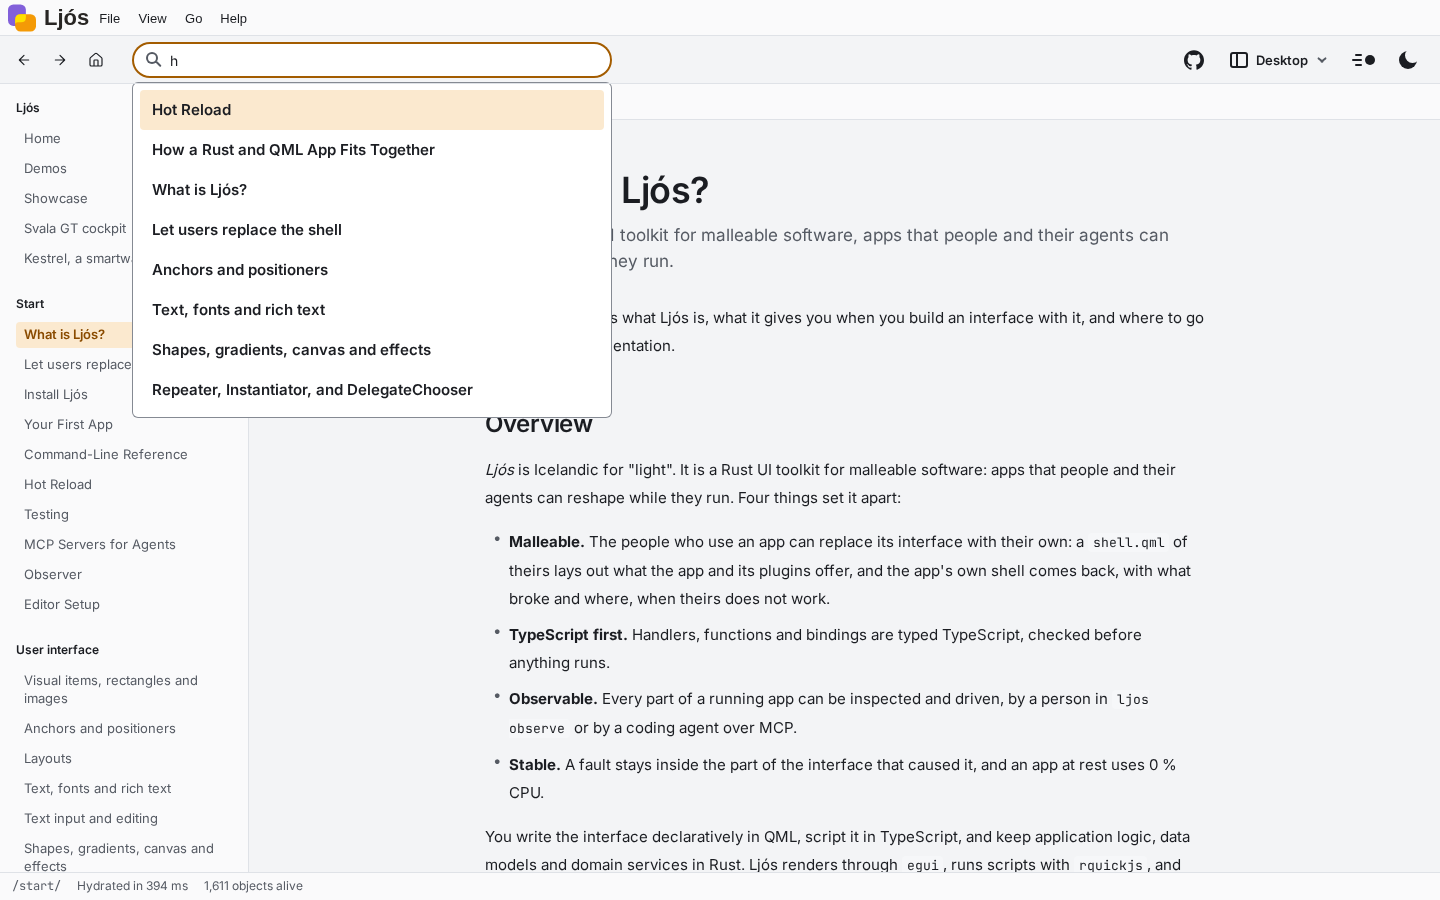 Ljós File View Go Help
h
Desktop
Hot Reload
How a Rust and QML App Fits Together
What is Ljós?
Let users replace the shell
Anchors and positioners
Text, fonts and rich text
Shapes, gradients, canvas and effects
Repeater, Instantiator, and DelegateChooser
Ljós
Home
Demos
Showcase
Svala GT cockpit
Kestrel, a smartwa
Start
What is Ljós?
Let users replace
Install Ljós
Your First App
Command-Line Reference
Hot Reload
Testing
MCP Servers for Agents
Observer
Editor Setup
User interface
Visual items, rectangles and
images
Anchors and positioners
Layouts
Text, fonts and rich text
Text input and editing
Shapes, gradients, canvas and
effects
Ljós?
toolkit for malleable software, apps that people and their agents can
they run.
s what Ljós is, what it gives you when you build an interface with it, and where to go
entation.
Overview
Ljós is Icelandic for "light". It is a Rust UI toolkit for malleable software: apps that people and their
agents can reshape while they run. Four things set it apart:
• Malleable. The people who use an app can replace its interface with their own: a shell.qml of
theirs lays out what the app and its plugins offer, and the app's own shell comes back, with what
broke and where, when theirs does not work.
• TypeScript first. Handlers, functions and bindings are typed TypeScript, checked before
anything runs.
• Observable. Every part of a running app can be inspected and driven, by a person in ljos
observe or by a coding agent over MCP.
• Stable. A fault stays inside the part of the interface that caused it, and an app at rest uses 0 %
CPU.
You write the interface declaratively in QML, script it in TypeScript, and keep application logic, data
models and domain services in Rust. Ljós renders through egui, runs scripts with rquickjs, and
/start/ Hydrated in 394 ms 1,611 objects alive